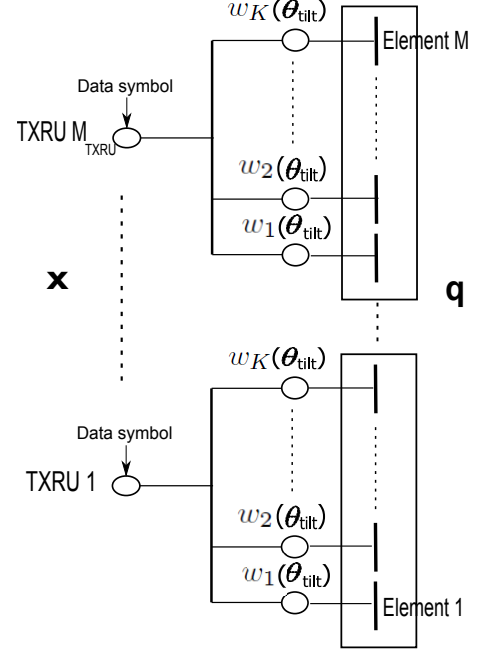 w_K(θ_tilt)
Element M
Data symbol
TXRU M_TXRU
w_2(θ_tilt)
w_1(θ_tilt)
x
q
w_K(θ_tilt)
Data symbol
TXRU 1
w_2(θ_tilt)
w_1(θ_tilt)
Element 1